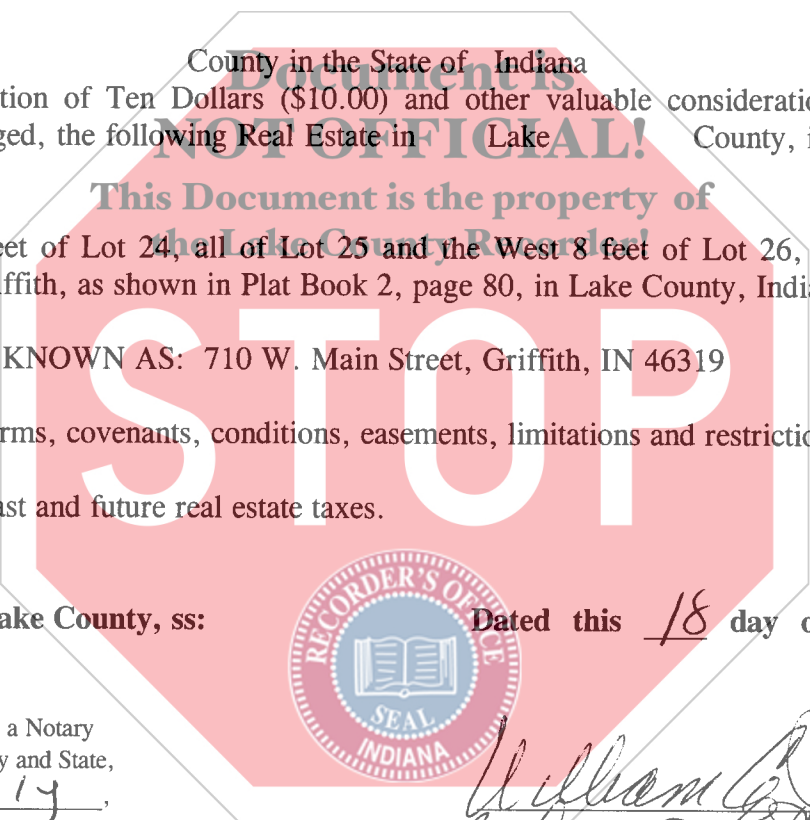 County in the State of Indiana
Document is
tion of Ten Dollars ($10.00) and other valuable consideratio
ged, the following Real Estate in Lake County, i
NOT OFFICIAL!
This Document is the property of
the Lake County Recorder!
eet of Lot 24, all of Lot 25 and the West 8 feet of Lot 26,
iffith, as shown in Plat Book 2, page 80, in Lake County, India
STOP
KNOWN AS: 710 W. Main Street, Griffith, IN 46319
rms, covenants, conditions, easements, limitations and restrictio
ast and future real estate taxes.
RECORDER'S OFFICE
SEAL
INDIANA
ake County, ss: Dated this 18 day o
a Notary
y and State,
William